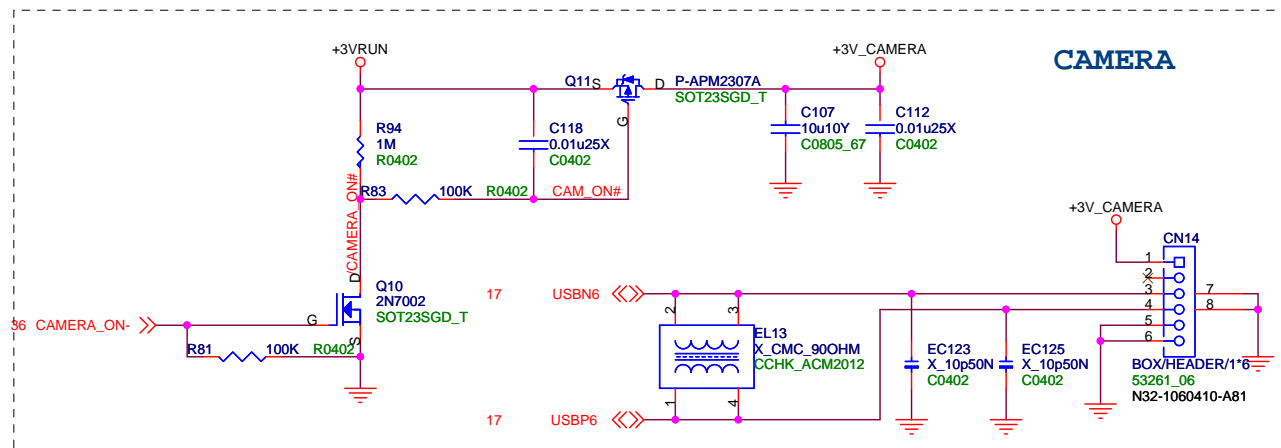 CAMERA
+3VRUN
+3V_CAMERA
Q11
S
D
G
P-APM2307A
SOT23SGD_T
R94
1M
R0402
C118
0.01u25X
C0402
C107
10u10Y
C0805_67
C112
0.01u25X
C0402
R83
100K
R0402
CAM_ON#
CAMERA_ON#
D
Q10
2N7002
SOT23SGD_T
G
S
36 CAMERA_ON-
R81
100K
R0402
+3V_CAMERA
CN14
1
2
3
4
5
6
7
8
BOX/HEADER/1*6
53261_06
N32-1060410-A81
17 USBN6
2
3
EL13
X_CMC_90OHM
CCHK_ACM2012
1
4
17 USBP6
EC123
X_10p50N
C0402
EC125
X_10p50N
C0402